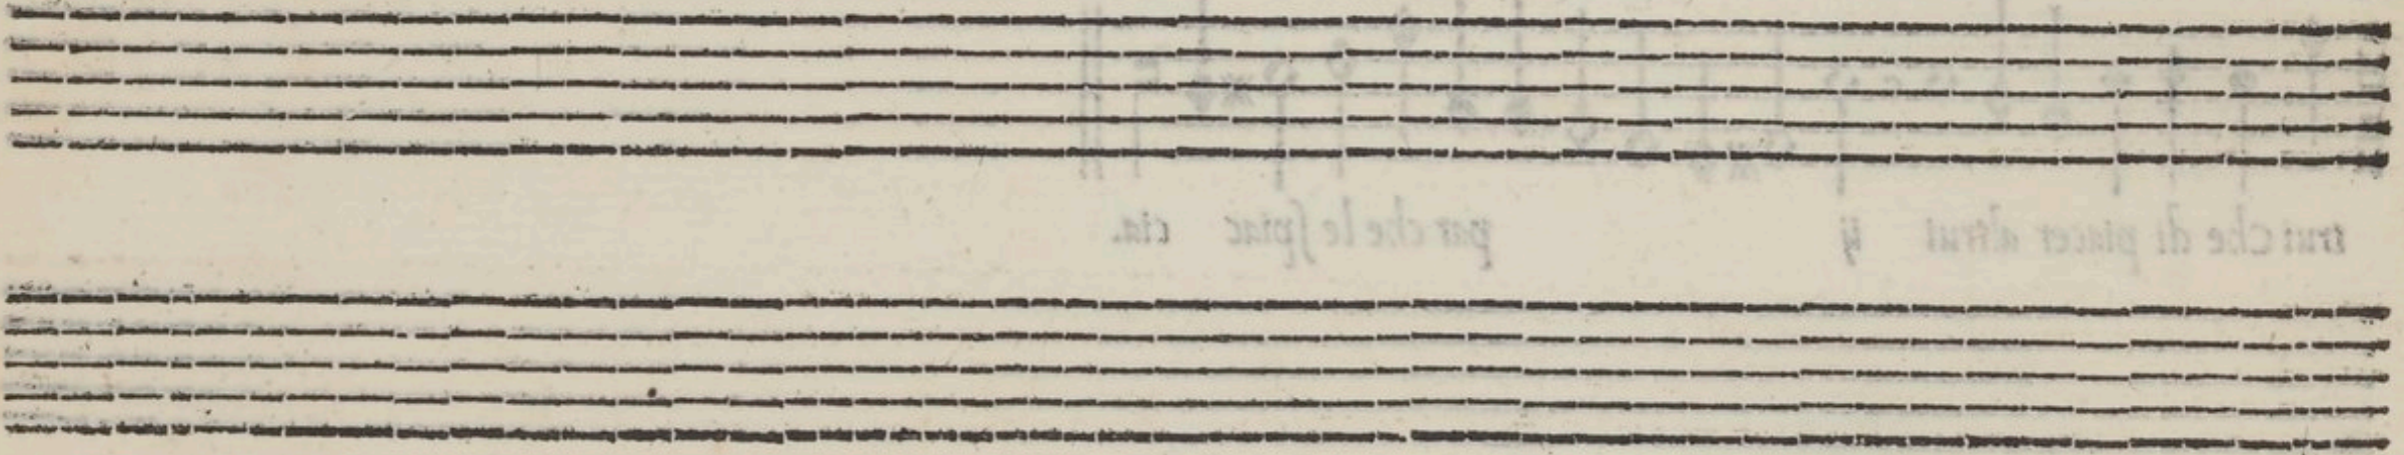 trui che di piacer altrui ij par che le ſpiac cia.